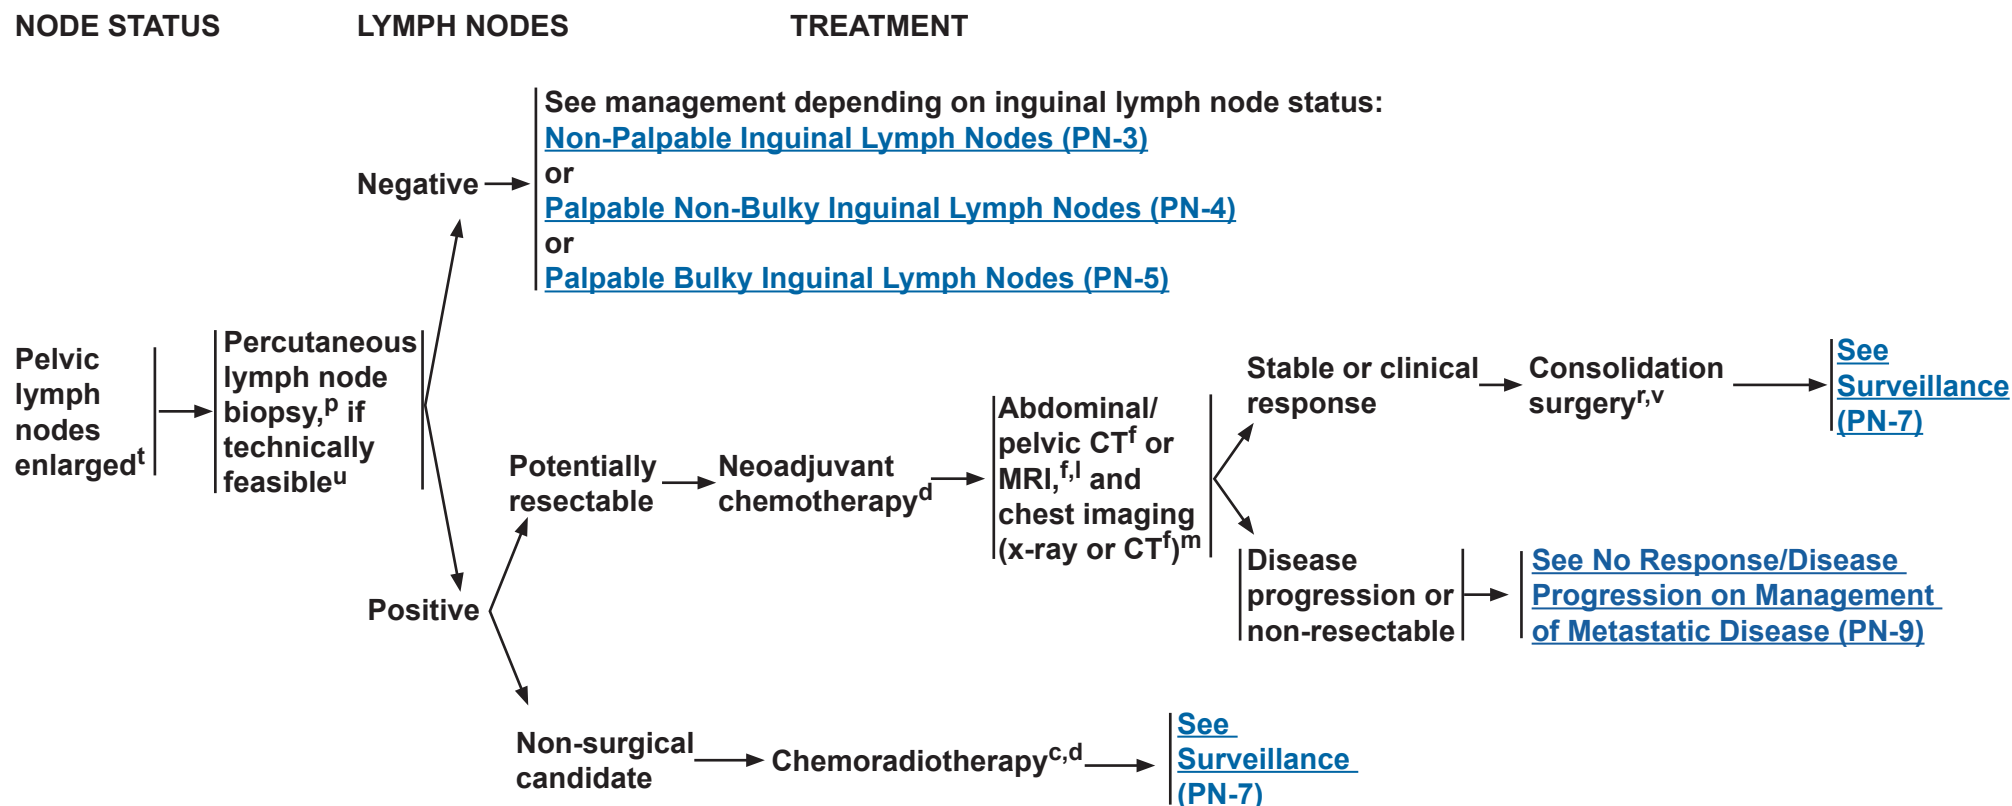 NODE STATUS
LYMPH NODES
TREATMENT
See management depending on inguinal lymph node status:
Non-Palpable Inguinal Lymph Nodes (PN-3)
or
Palpable Non-Bulky Inguinal Lymph Nodes (PN-4)
or
Palpable Bulky Inguinal Lymph Nodes (PN-5)
Negative
Pelvic
lymph
nodes
enlargedt
Percutaneous
lymph node
biopsy,p if
technically
feasibleu
Positive
Potentially
resectable
Neoadjuvant
chemotherapyd
Abdominal/
pelvic CTf or
MRI,f,l and
chest imaging
(x-ray or CTf)m
Stable or clinical
response
Consolidation
surgeryr,v
See
Surveillance
(PN-7)
Disease
progression or
non-resectable
See No Response/Disease
Progression on Management
of Metastatic Disease (PN-9)
Non-surgical
candidate
Chemoradiotherapyc,d
See
Surveillance
(PN-7)